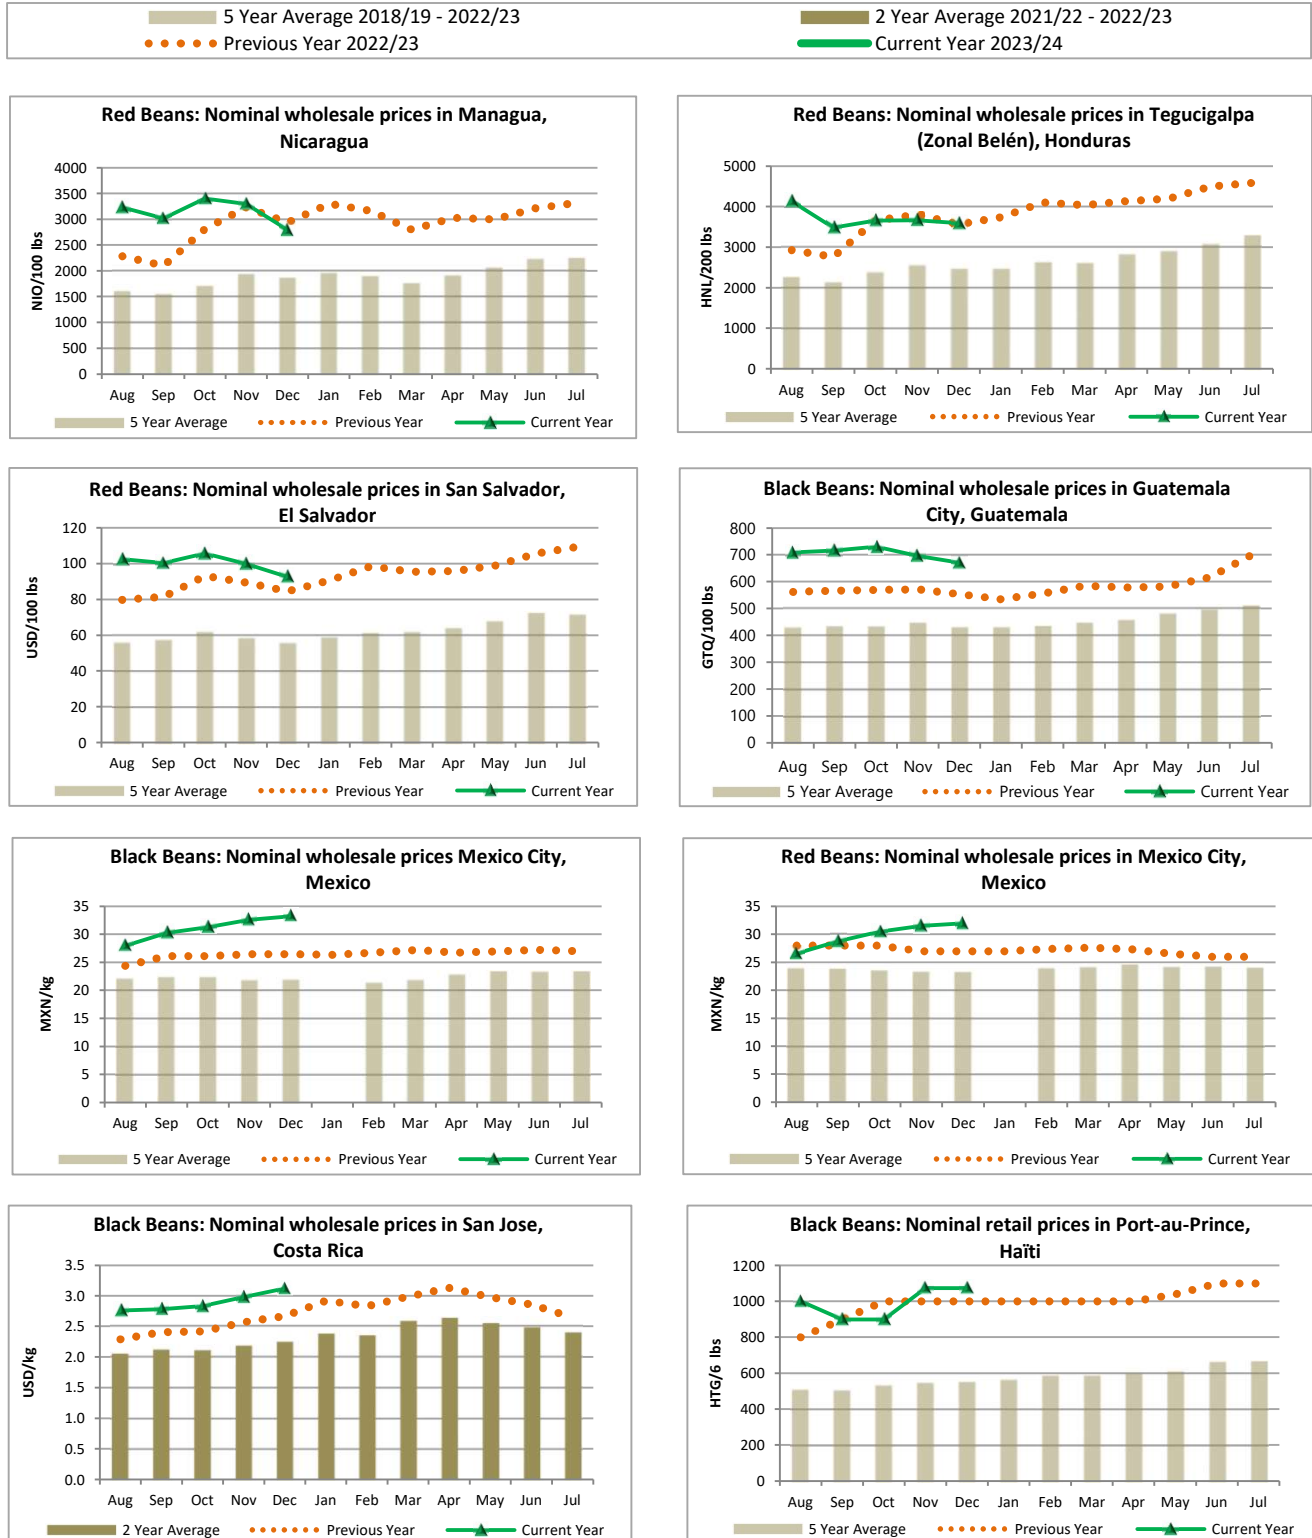 5 Year Average 2018/19 - 2022/23
2 Year Average 2021/22 - 2022/23
Previous Year 2022/23
Current Year 2023/24
Red Beans: Nominal wholesale prices in Managua,
Nicaragua
NIO/100 lbs
4000
3500
3000
2500
2000
1500
1000
500
0
Aug Sep Oct Nov Dec Jan Feb Mar Apr May Jun Jul
5 Year Average Previous Year Current Year
Red Beans: Nominal wholesale prices in Tegucigalpa
(Zonal Belén), Honduras
HNL/200 lbs
5000
4000
3000
2000
1000
0
Aug Sep Oct Nov Dec Jan Feb Mar Apr May Jun Jul
5 Year Average Previous Year Current Year
Red Beans: Nominal wholesale prices in San Salvador,
El Salvador
USD/100 lbs
120
100
80
60
40
20
0
Aug Sep Oct Nov Dec Jan Feb Mar Apr May Jun Jul
5 Year Average Previous Year Current Year
Black Beans: Nominal wholesale prices in Guatemala
City, Guatemala
GTQ/100 lbs
800
700
600
500
400
300
200
100
0
Aug Sep Oct Nov Dec Jan Feb Mar Apr May Jun Jul
5 Year Average Previous Year Current Year
Black Beans: Nominal wholesale prices Mexico City,
Mexico
MXN/kg
35
30
25
20
15
10
5
0
Aug Sep Oct Nov Dec Jan Feb Mar Apr May Jun Jul
5 Year Average Previous Year Current Year
Red Beans: Nominal wholesale prices in Mexico City,
Mexico
MXN/kg
35
30
25
20
15
10
5
0
Aug Sep Oct Nov Dec Jan Feb Mar Apr May Jun Jul
5 Year Average Previous Year Current Year
Black Beans: Nominal wholesale prices in San Jose,
Costa Rica
USD/kg
3.5
3.0
2.5
2.0
1.5
1.0
0.5
0.0
Aug Sep Oct Nov Dec Jan Feb Mar Apr May Jun Jul
2 Year Average Previous Year Current Year
Black Beans: Nominal retail prices in Port-au-Prince,
Haïti
HTG/6 lbs
1200
1000
800
600
400
200
0
Aug Sep Oct Nov Dec Jan Feb Mar Apr May Jun Jul
5 Year Average Previous Year Current Year